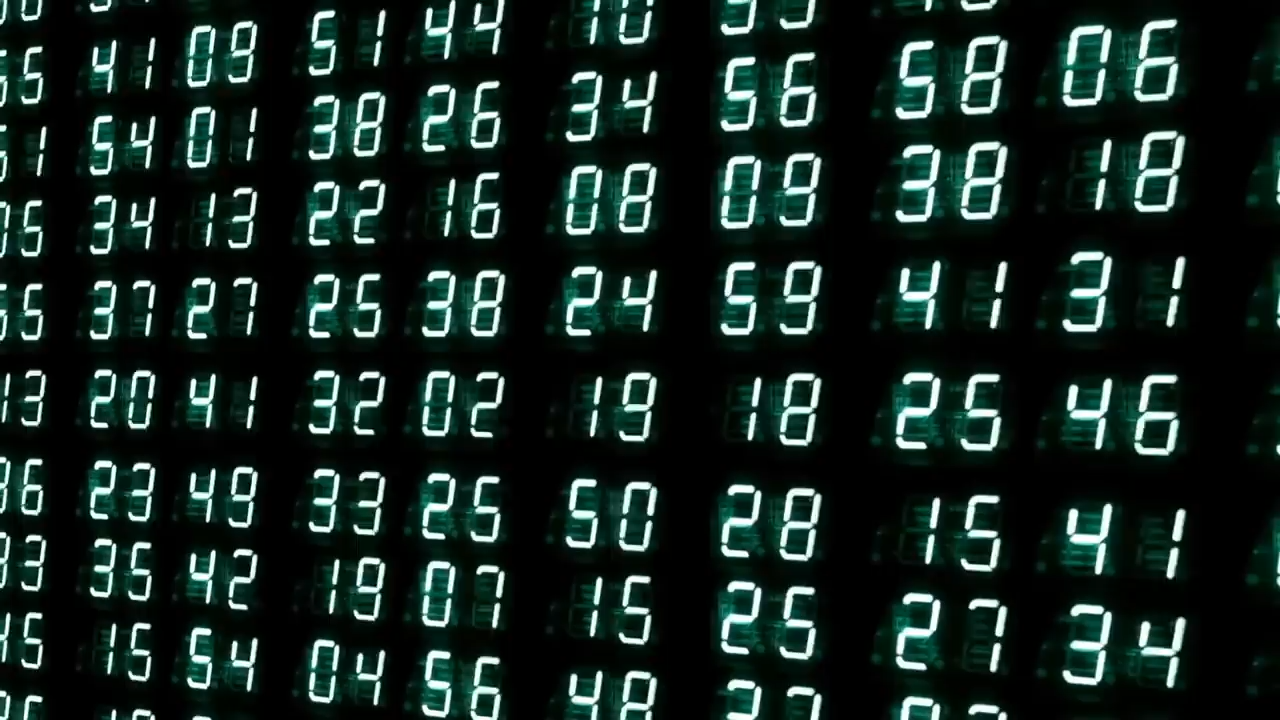 41 09 51 44 10
54 01 38 26 34 56 58 06
34 13 22 16 08 09 38 18
37 27 25 38 24 59 41 31
20 41 32 02 19 18 25 46
23 49 33 25 50 28 15 41
35 42 19 07 15 25 27 34
15 54 04 56